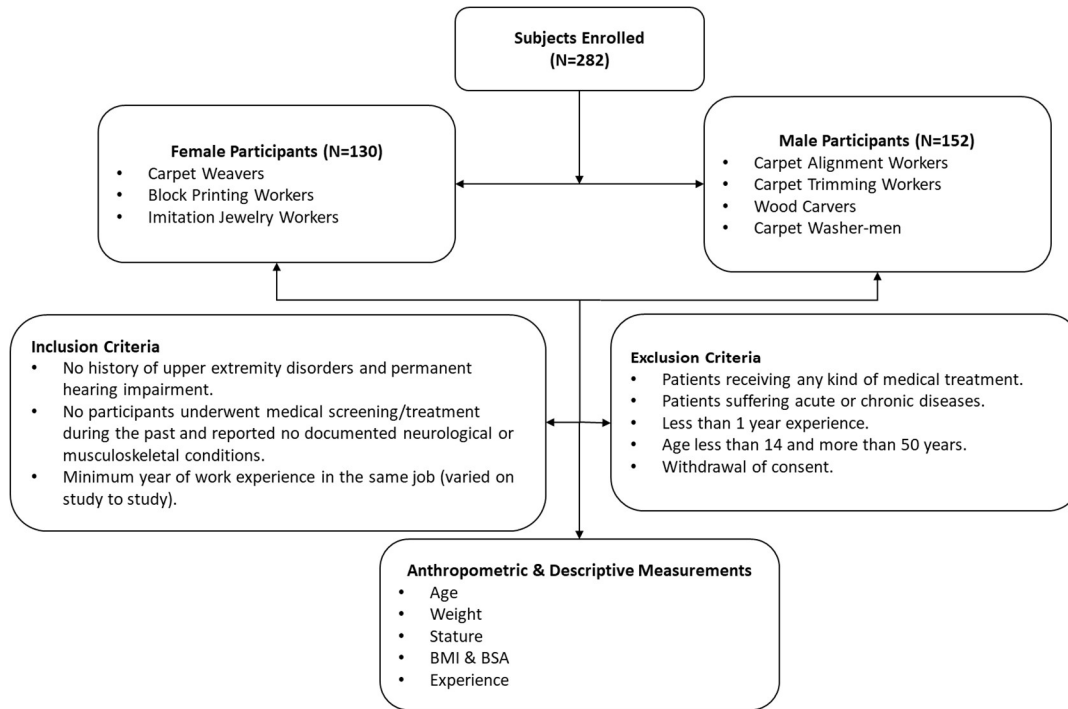 Subjects Enrolled
(N=282)
Female Participants (N=130)
• Carpet Weavers
• Block Printing Workers
• Imitation Jewelry Workers
Male Participants (N=152)
• Carpet Alignment Workers
• Carpet Trimming Workers
• Wood Carvers
• Carpet Washer-men
Inclusion Criteria
• No history of upper extremity disorders and permanent
hearing impairment.
• No participants underwent medical screening/treatment
during the past and reported no documented neurological or
musculoskeletal conditions.
• Minimum year of work experience in the same job (varied on
study to study).
Exclusion Criteria
• Patients receiving any kind of medical treatment.
• Patients suffering acute or chronic diseases.
• Less than 1 year experience.
• Age less than 14 and more than 50 years.
• Withdrawal of consent.
Anthropometric & Descriptive Measurements
• Age
• Weight
• Stature
• BMI & BSA
• Experience